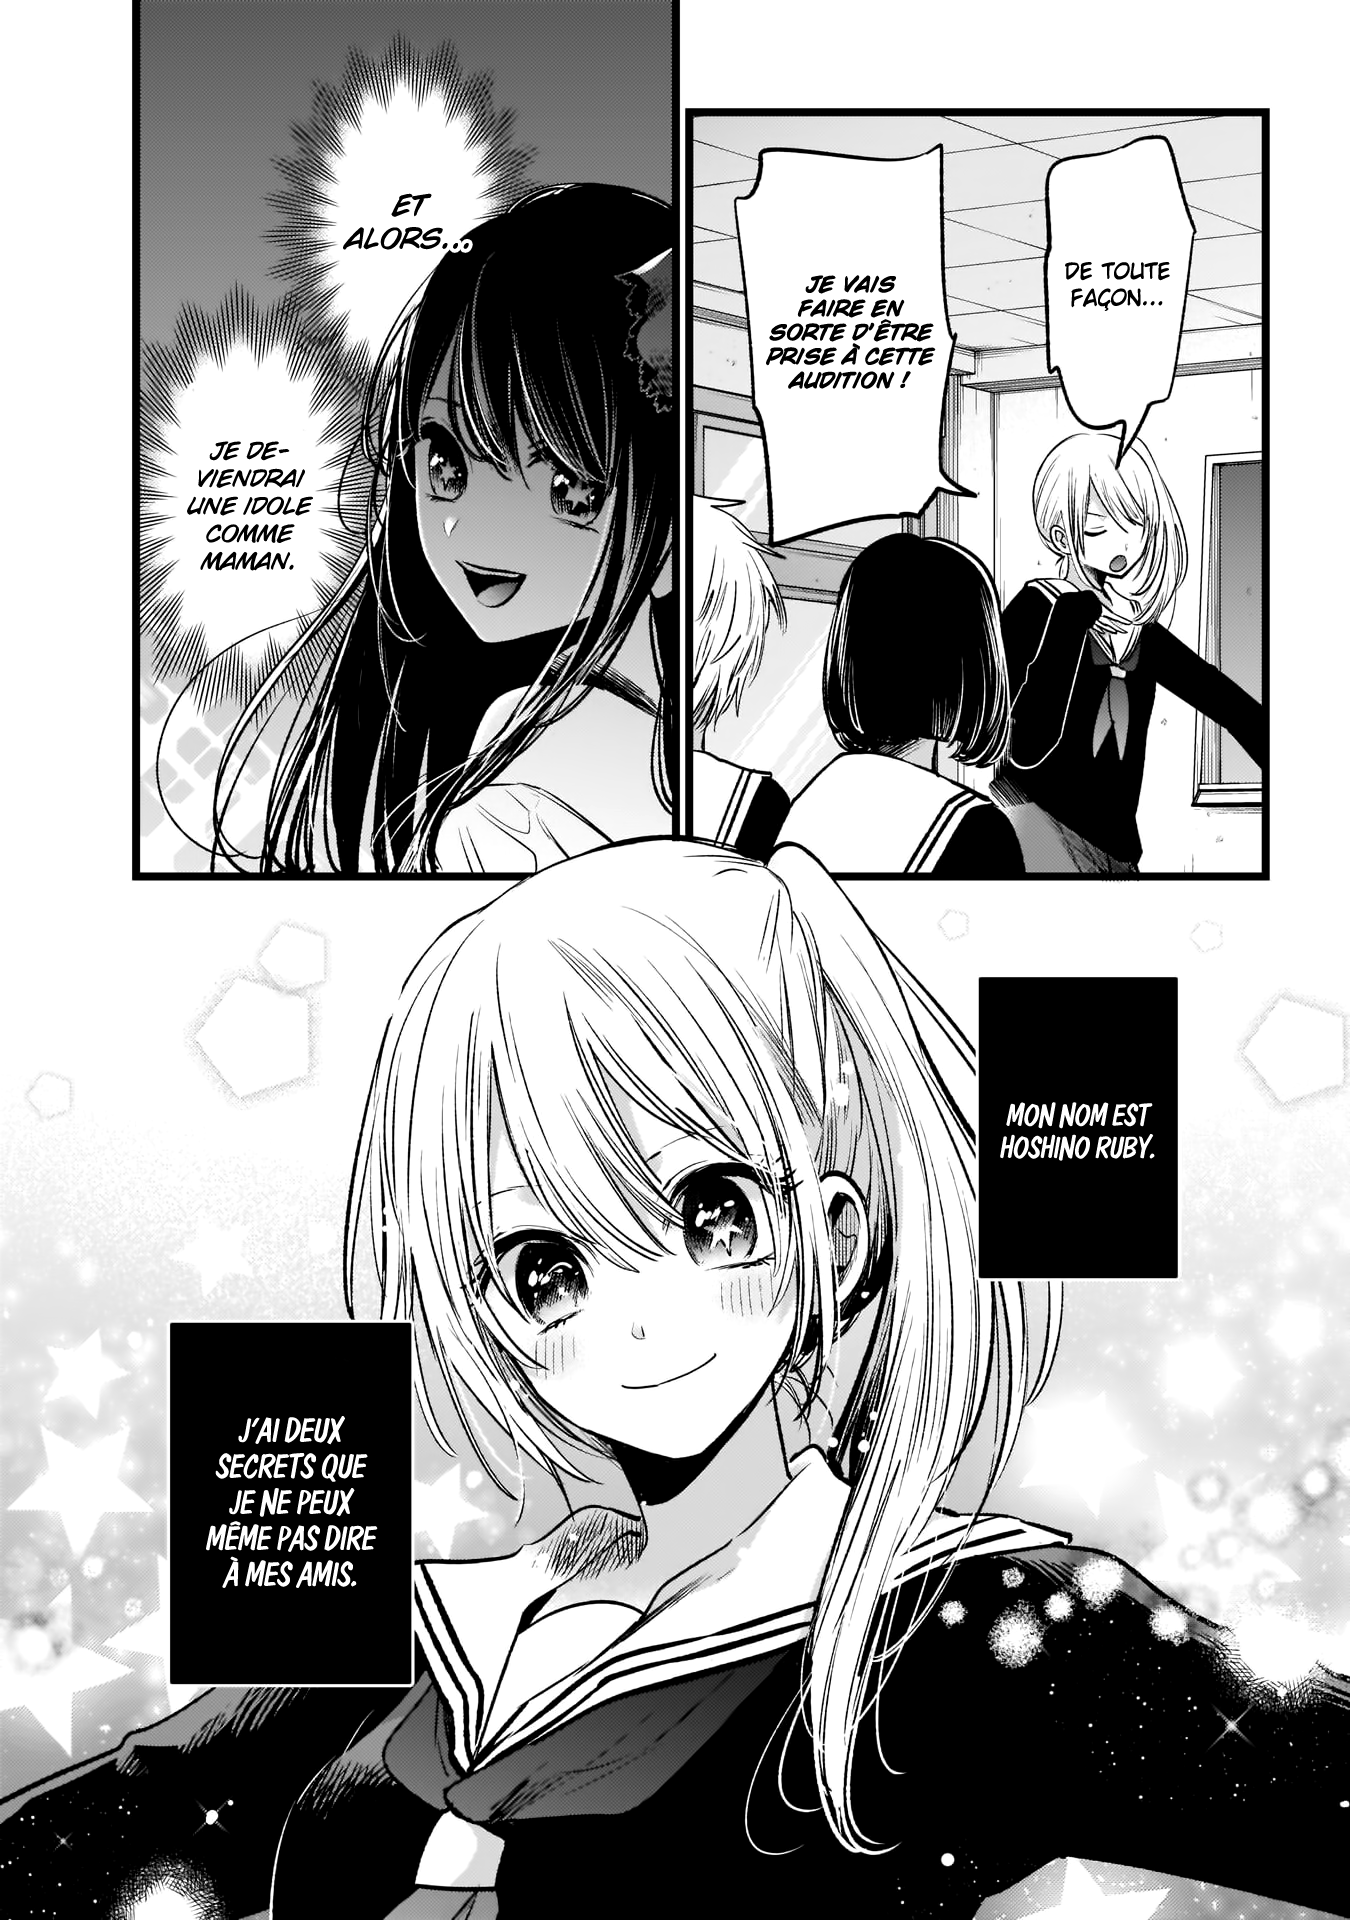 DE TOUTE
FAÇON...
JE VAIS
FAIRE EN
SORTE D'ÊTRE
PRISE À CETTE
AUDITION !
ET
ALORS...
JE DE-
VIENDRAI
UNE IDOLE
COMME
MAMAN.
MON NOM EST
HOSHINO RUBY.
J'AI DEUX
SECRETS QUE
JE NE PEUX
MÊME PAS DIRE
À MES AMIS.